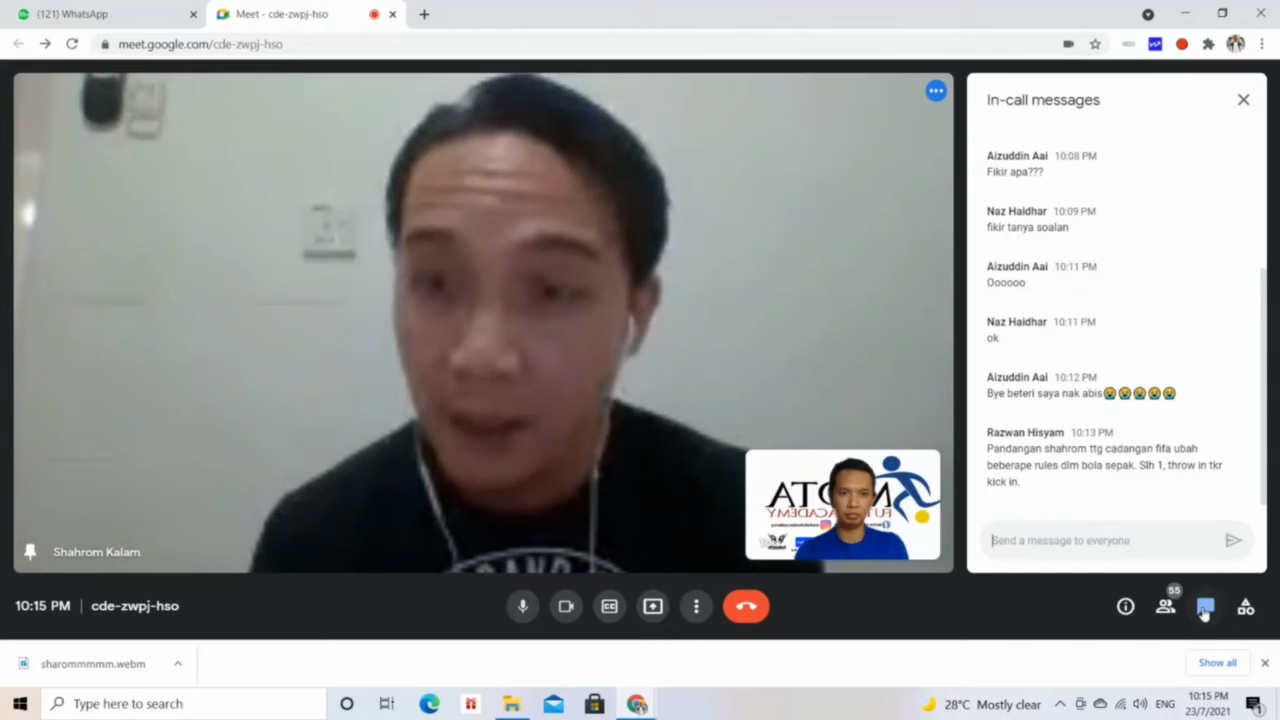 (121) WhatsApp
Meet - cde-zwpj-hso
meet.google.com/cde-zwpj-hso
In-call messages
Aizuddin Aai 10:08 PM
Fikir apa???
Naz Haidhar 10:09 PM
fikir tanya soalan
Aizuddin Aai 10:11 PM
Oooooo
Naz Haidhar 10:11 PM
ok
Aizuddin Aai 10:12 PM
Bye beteri saya nak abis😭😭😭😭😭
Razwan Hisyam 10:13 PM
Pandangan shahrom ttg cadangan fifa ubah
beberape rules dlm bola sepak. Slh 1, throw in tkr
kick in.
Send a message to everyone
Shahrom Kalam
10:15 PM | cde-zwpj-hso
55
sharommmmm.webm
Show all
Type here to search
28°C Mostly clear
ENG
10:15 PM
23/7/2021
1